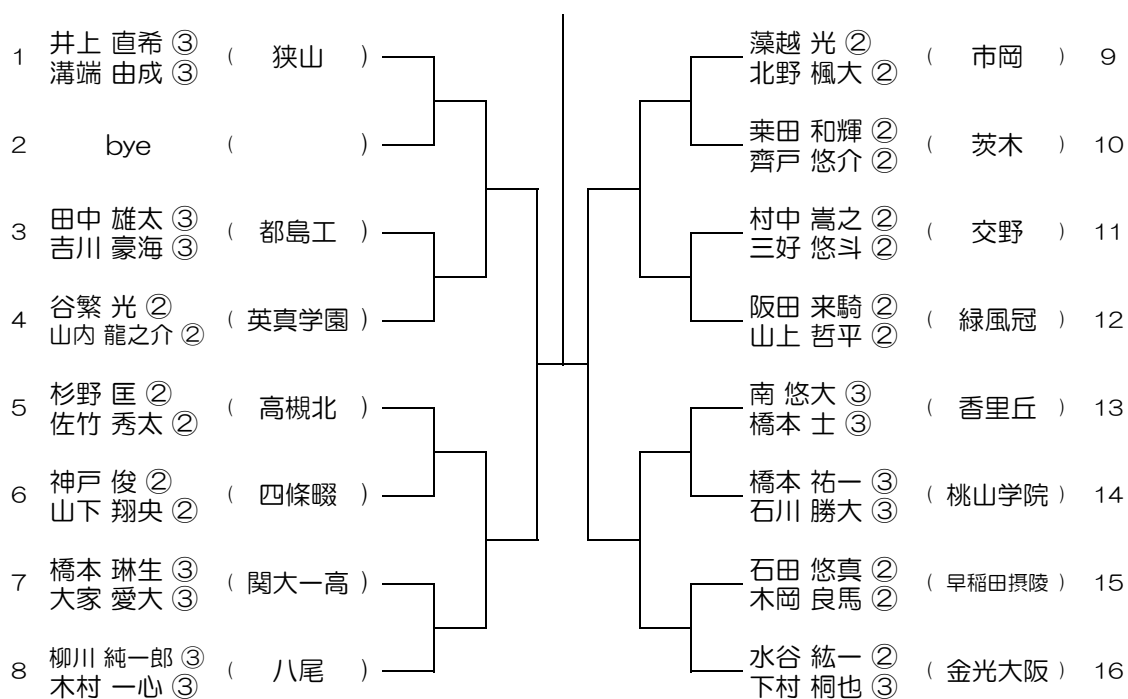 1 井上 直希 ③ ( 狭山 )
溝端 由成 ③
2 bye ( )
3 田中 雄太 ③ ( 都島工 )
吉川 豪海 ③
4 谷繁 光 ② ( 英真学園 )
山内 龍之介 ②
5 杉野 匡 ② ( 高槻北 )
佐竹 秀太 ②
6 神戸 俊 ② ( 四條畷 )
山下 翔央 ②
7 橋本 琳生 ③ ( 関大一高 )
大家 愛大 ③
8 柳川 純一郎 ③ ( 八尾 )
木村 一心 ③
藻越 光 ② ( 市岡 ) 9
北野 楓大 ②
桒田 和輝 ② ( 茨木 ) 10
齊戸 悠介 ②
村中 嵩之 ② ( 交野 ) 11
三好 悠斗 ②
阪田 来騎 ② ( 緑風冠 ) 12
山上 哲平 ②
南 悠大 ③ ( 香里丘 ) 13
橋本 士 ③
橋本 祐一 ③ ( 桃山学院 ) 14
石川 勝大 ③
石田 悠真 ② ( 早稲田摂陵 ) 15
木岡 良馬 ②
水谷 紘一 ② ( 金光大阪 ) 16
下村 桐也 ③